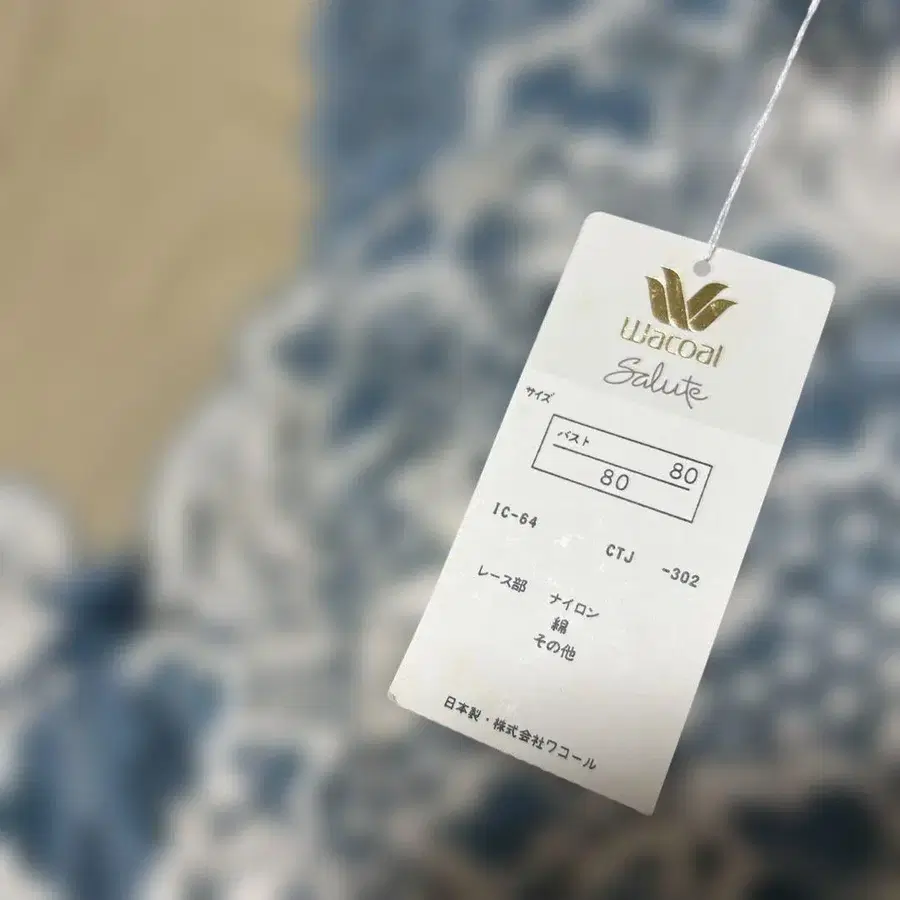 Wacoal
Salute
サイズ
バスト 80
80
IC-64
CTJ -302
レース部 ナイロン
綿
その他
日本製・株式会社ワコール